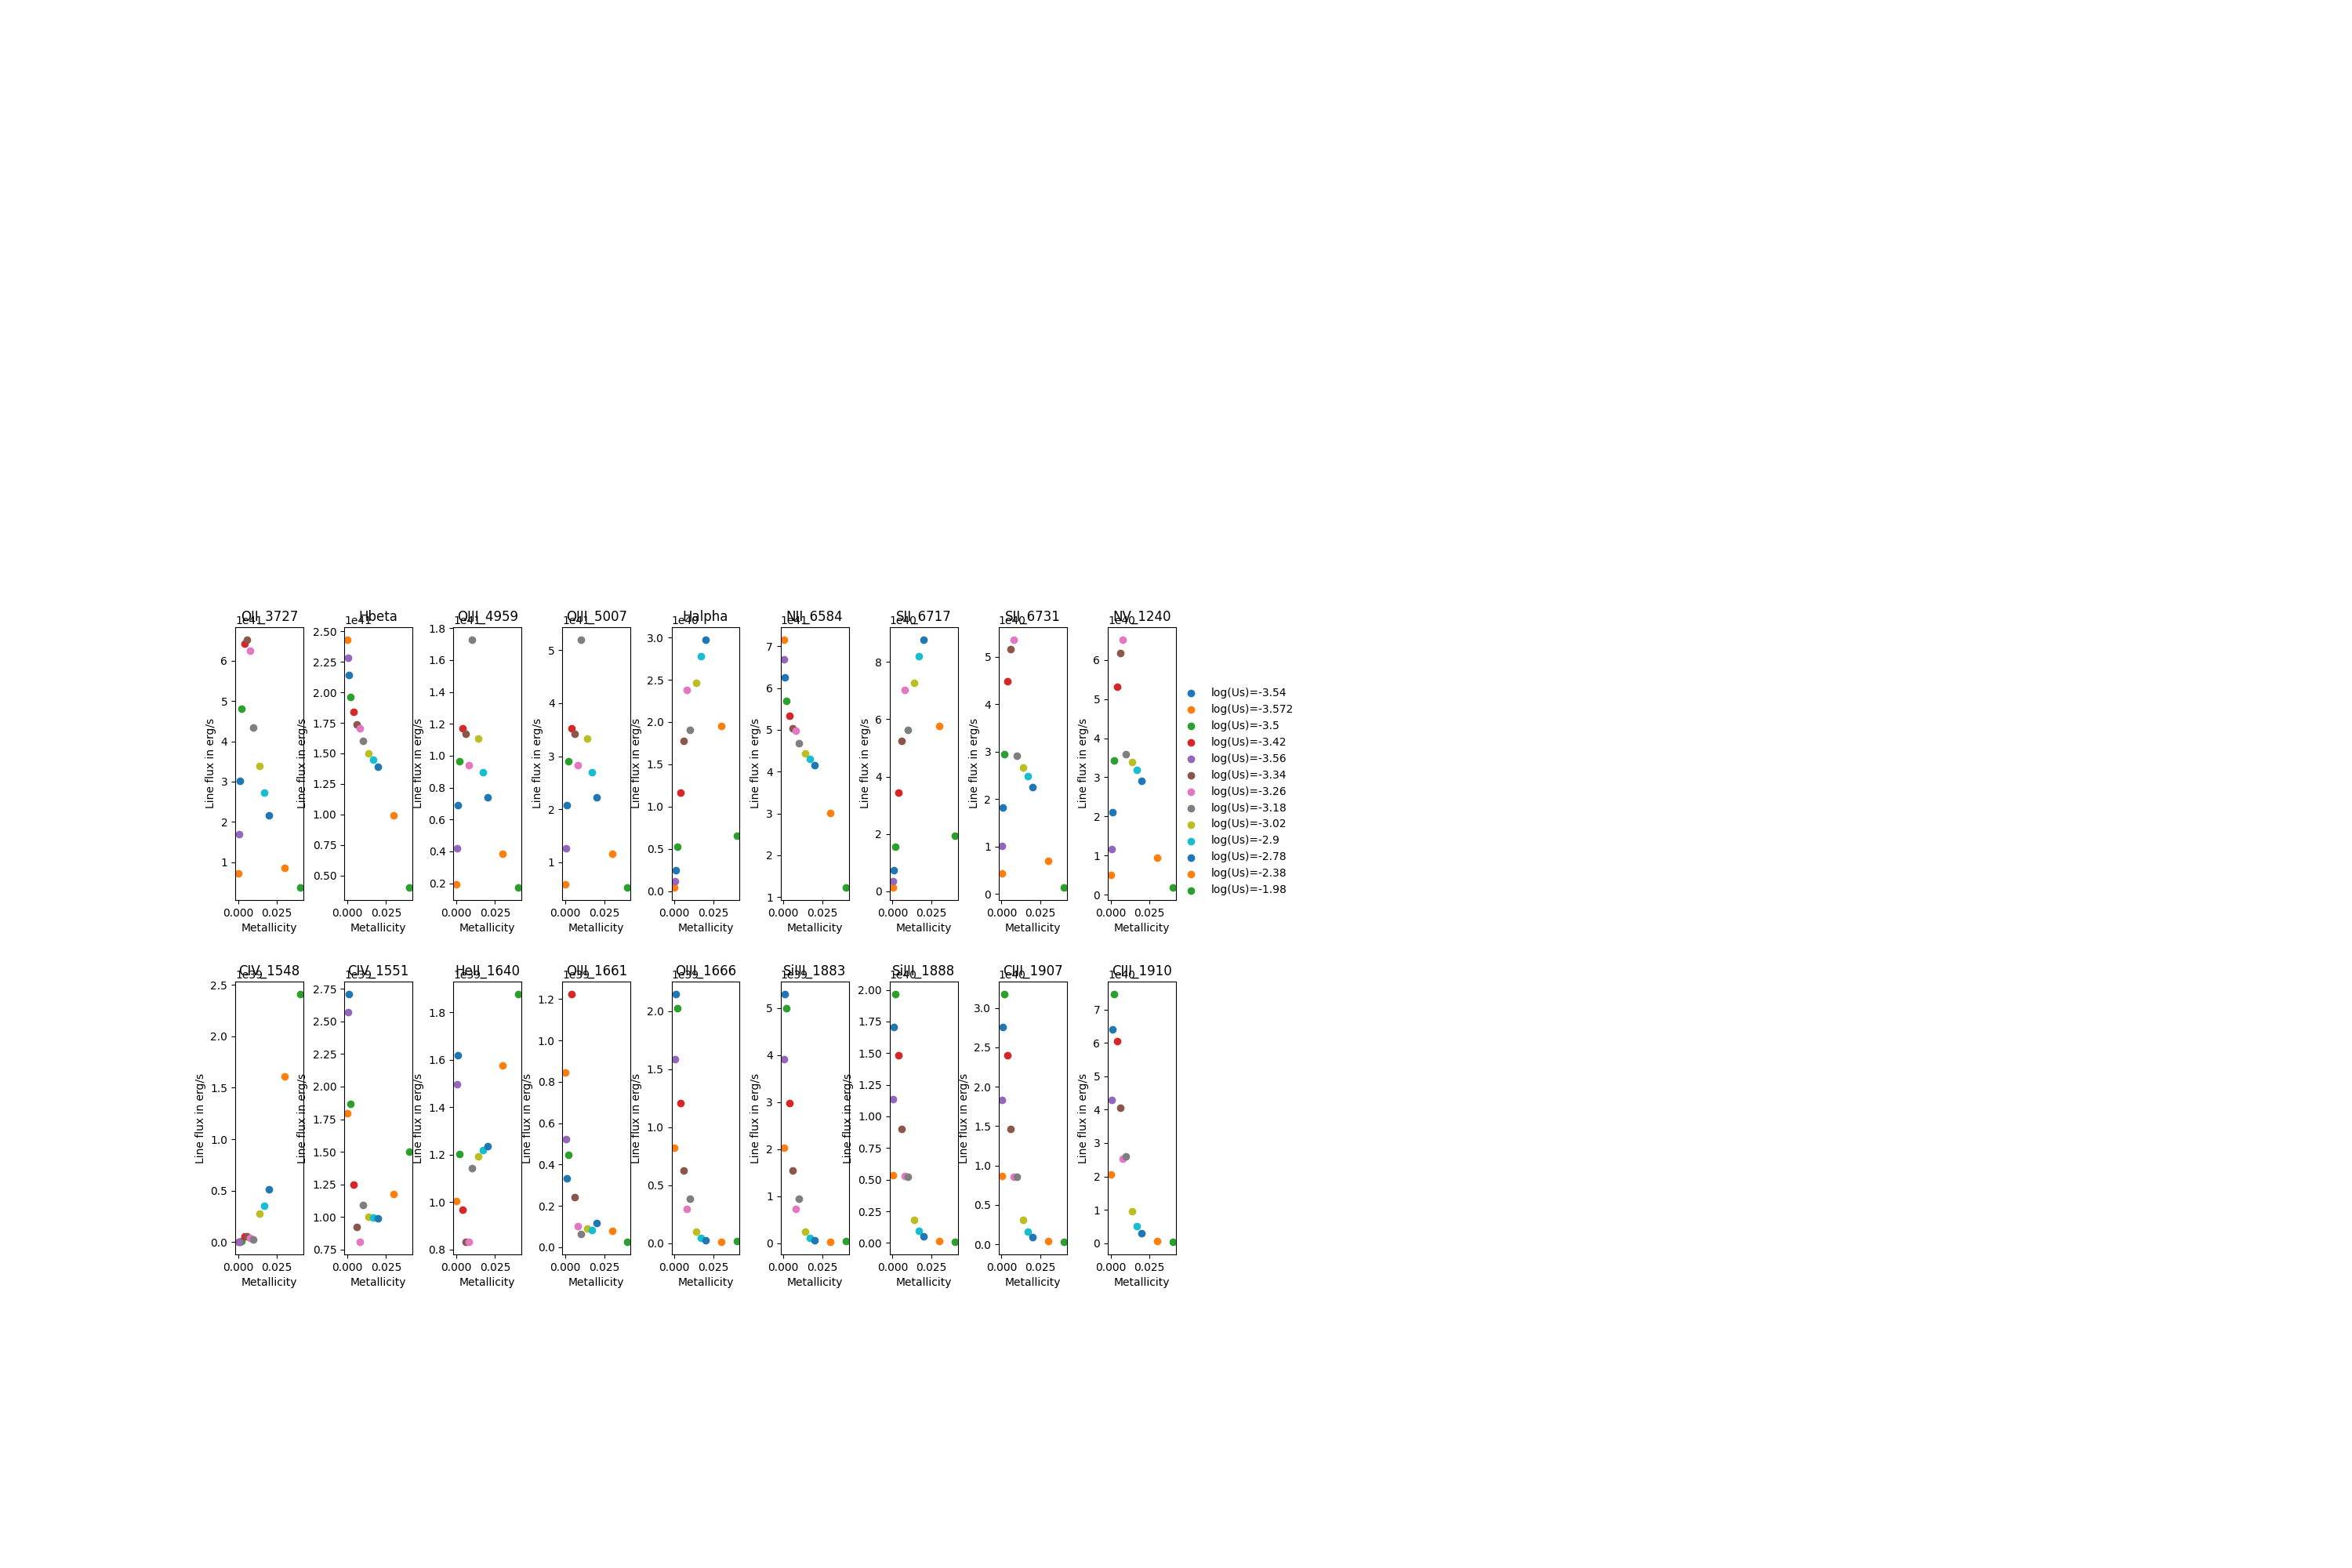 OII_3727 Hbeta OIII_4959 OIII_5007 Halpha NII_6584 SII_6717 SII_6731 NV_1240
1e41 1e41 1e41 1e41 1e40 1e41 1e40 1e40 1e40
Line flux in erg/s
6
5
4
3
2
1
0.000 0.025
Metallicity
Line flux in erg/s
2.50
2.25
2.00
1.75
1.50
1.25
1.00
0.75
0.50
0.000 0.025
Metallicity
Line flux in erg/s
1.8
1.6
1.4
1.2
1.0
0.8
0.6
0.4
0.2
0.000 0.025
Metallicity
Line flux in erg/s
5
4
3
2
1
0.000 0.025
Metallicity
Line flux in erg/s
3.0
2.5
2.0
1.5
1.0
0.5
0.0
0.000 0.025
Metallicity
Line flux in erg/s
7
6
5
4
3
2
1
0.000 0.025
Metallicity
Line flux in erg/s
8
6
4
2
0
0.000 0.025
Metallicity
Line flux in erg/s
5
4
3
2
1
0
0.000 0.025
Metallicity
Line flux in erg/s
6
5
4
3
2
1
0
0.000 0.025
Metallicity
log(Us)=-3.54
log(Us)=-3.572
log(Us)=-3.5
log(Us)=-3.42
log(Us)=-3.56
log(Us)=-3.34
log(Us)=-3.26
log(Us)=-3.18
log(Us)=-3.02
log(Us)=-2.9
log(Us)=-2.78
log(Us)=-2.38
log(Us)=-1.98
CIV_1548 CIV_1551 HeII_1640 OIII_1661 OIII_1666 SiIII_1883 SiIII_1888 CIII_1907 CIII_1910
1e39 1e39 1e39 1e39 1e39 1e39 1e40 1e40 1e40
Line flux in erg/s
2.5
2.0
1.5
1.0
0.5
0.0
0.000 0.025
Metallicity
Line flux in erg/s
2.75
2.50
2.25
2.00
1.75
1.50
1.25
1.00
0.75
0.000 0.025
Metallicity
Line flux in erg/s
1.8
1.6
1.4
1.2
1.0
0.8
0.000 0.025
Metallicity
Line flux in erg/s
1.2
1.0
0.8
0.6
0.4
0.2
0.0
0.000 0.025
Metallicity
Line flux in erg/s
2.0
1.5
1.0
0.5
0.0
0.000 0.025
Metallicity
Line flux in erg/s
5
4
3
2
1
0
0.000 0.025
Metallicity
Line flux in erg/s
2.00
1.75
1.50
1.25
1.00
0.75
0.50
0.25
0.00
0.000 0.025
Metallicity
Line flux in erg/s
3.0
2.5
2.0
1.5
1.0
0.5
0.0
0.000 0.025
Metallicity
Line flux in erg/s
7
6
5
4
3
2
1
0
0.000 0.025
Metallicity